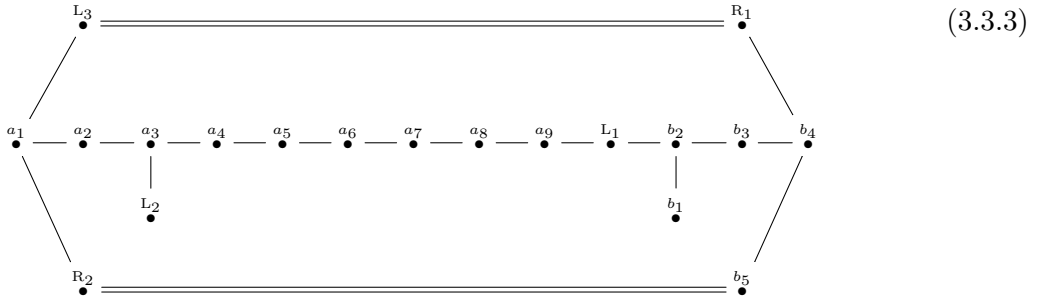 L₃ R₁ (3.3.3)
a₁ a₂ a₃ a₄ a₅ a₆ a₇ a₈ a₉ L₁ b₂ b₃ b₄
L₂ b₁
R₂ b₅